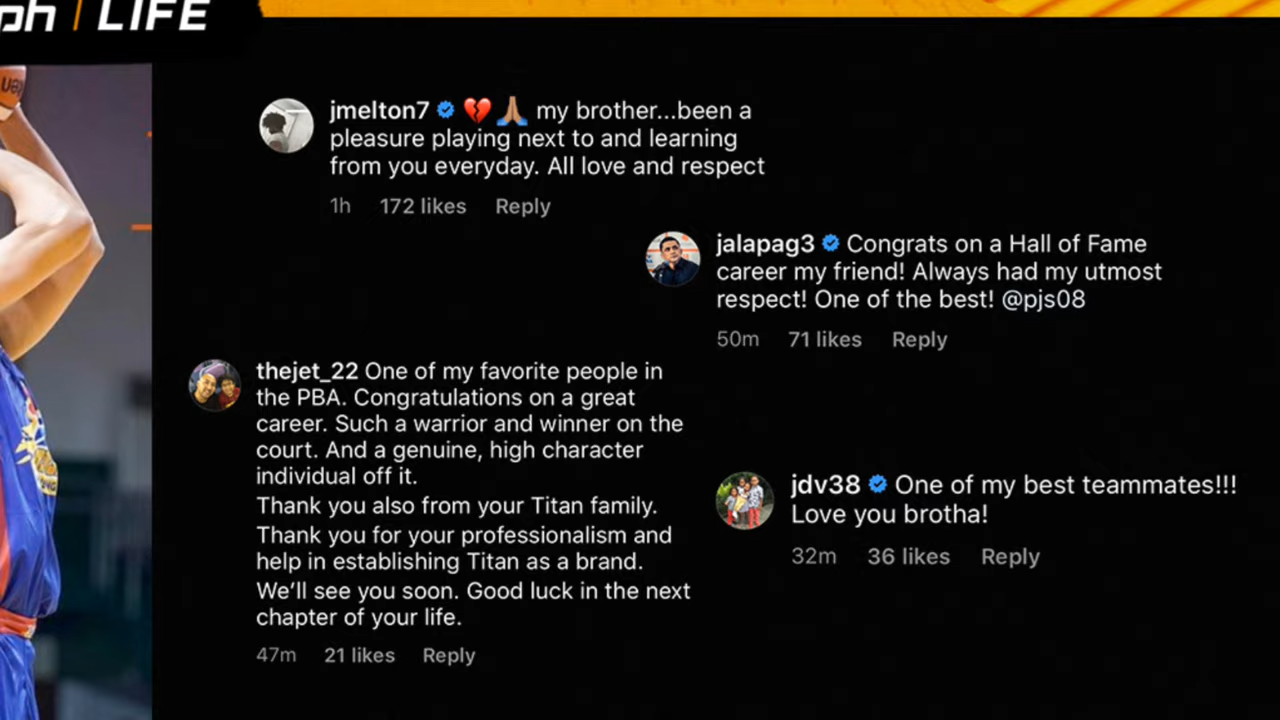 ph / LIFE
jmelton7 💔🙏🏽 my brother...been a
pleasure playing next to and learning
from you everyday. All love and respect
1h 172 likes Reply
jalapag3 Congrats on a Hall of Fame
career my friend! Always had my utmost
respect! One of the best! @pjs08
50m 71 likes Reply
thejet_22 One of my favorite people in
the PBA. Congratulations on a great
career. Such a warrior and winner on the
court. And a genuine, high character
individual off it.
Thank you also from your Titan family.
Thank you for your professionalism and
help in establishing Titan as a brand.
We’ll see you soon. Good luck in the next
chapter of your life.
47m 21 likes Reply
jdv38 One of my best teammates!!!
Love you brotha!
32m 36 likes Reply